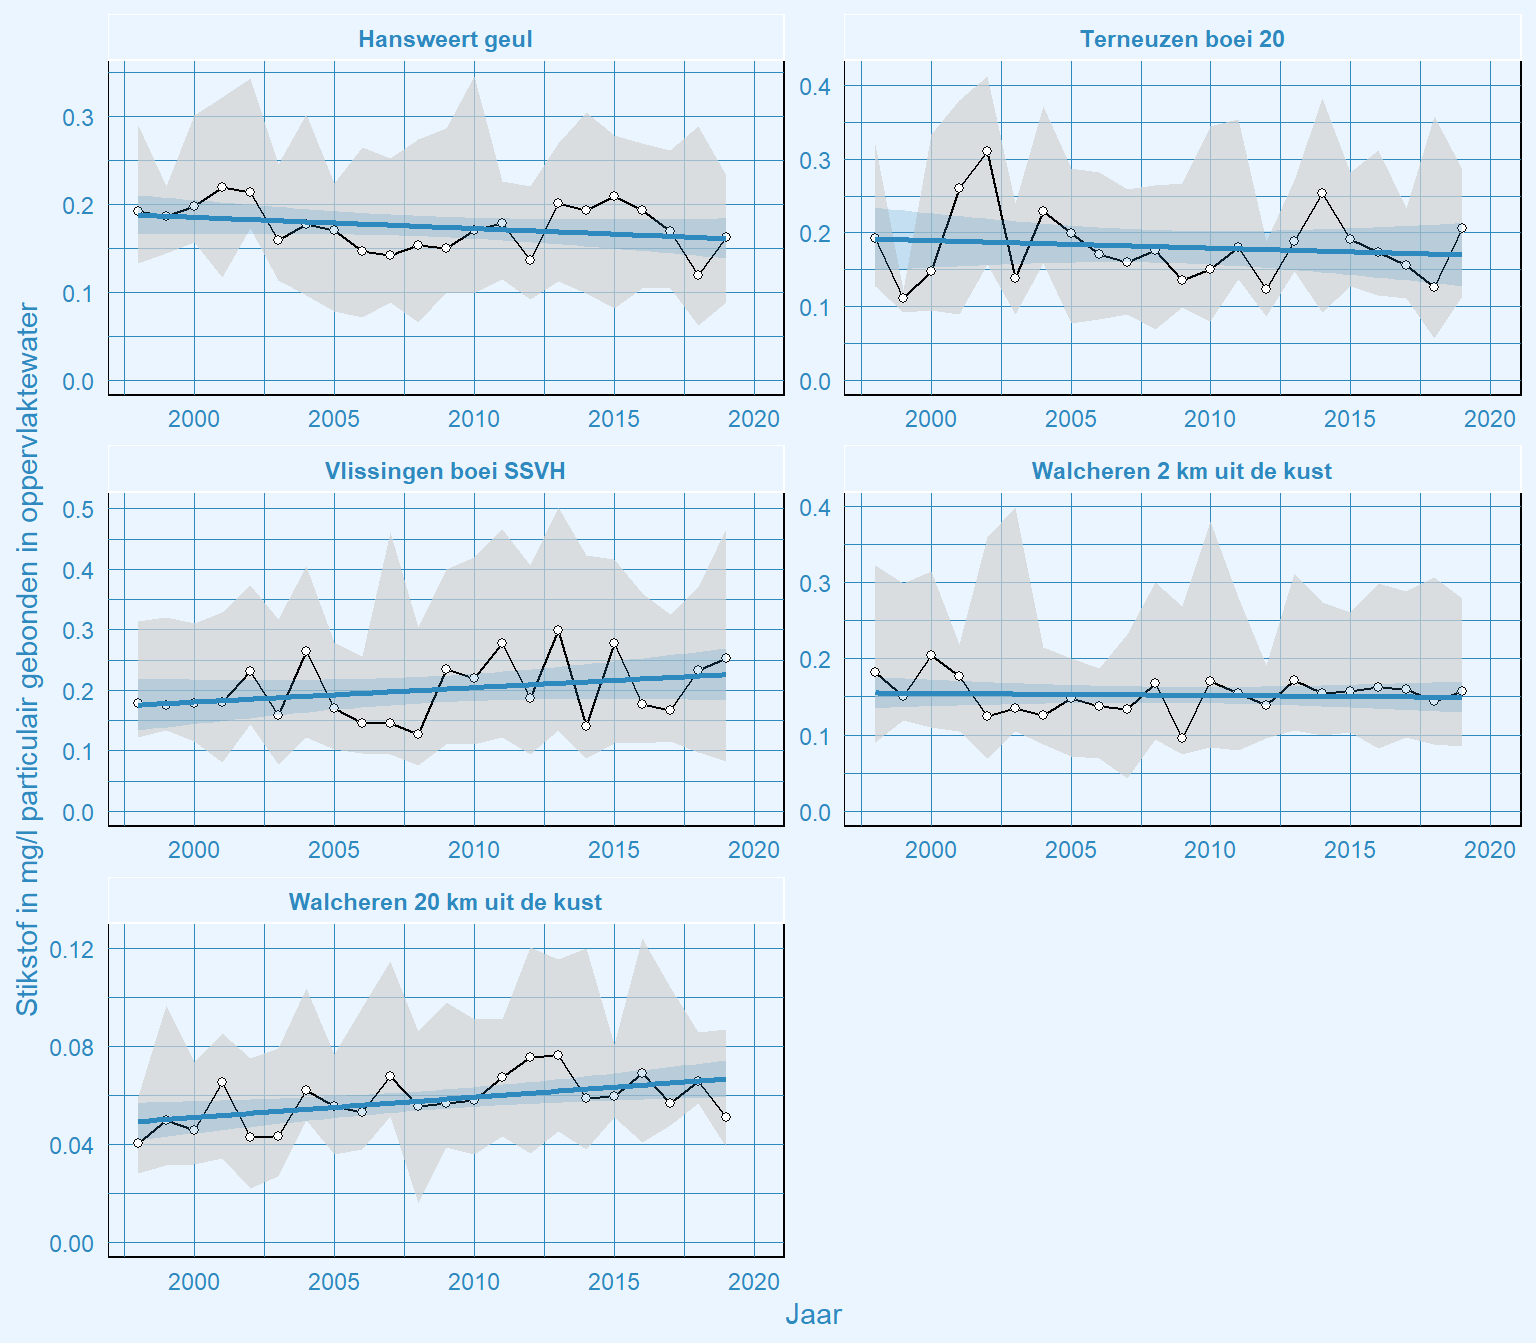 Hansweert geul
0.3
0.2
0.1
0.0
2000 2005 2010 2015 2020
Terneuzen boei 20
0.4
0.3
0.2
0.1
0.0
2000 2005 2010 2015 2020
Vlissingen boei SSVH
0.5
0.4
0.3
0.2
0.1
0.0
2000 2005 2010 2015 2020
Walcheren 2 km uit de kust
0.4
0.3
0.2
0.1
0.0
2000 2005 2010 2015 2020
Walcheren 20 km uit de kust
0.12
0.08
0.04
0.00
2000 2005 2010 2015 2020
Stikstof in mg/l particulair gebonden in oppervlaktewater
Jaar